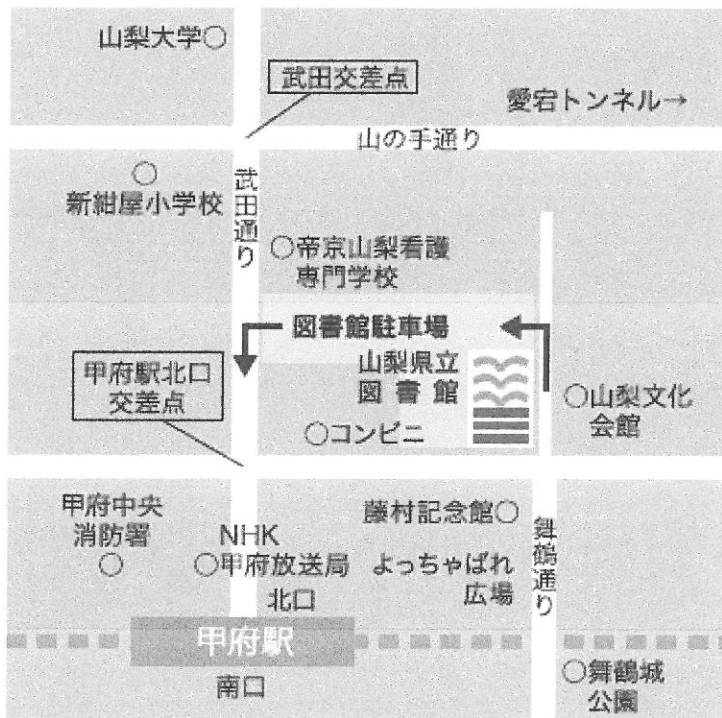 山梨大学○
武田交差点
愛宕トンネル→
山の手通り
○
新紺屋小学校
武田通り
○帝京山梨看護
専門学校
図書館駐車場
山梨県立
図書館
甲府駅北口
交差点
○コンビニ
○山梨文化
会館
甲府中央
消防署
○
NHK
○甲府放送局
北口
藤村記念館○
よっちゃばれ
広場
舞鶴通り
甲府駅
南口
○舞鶴城
公園